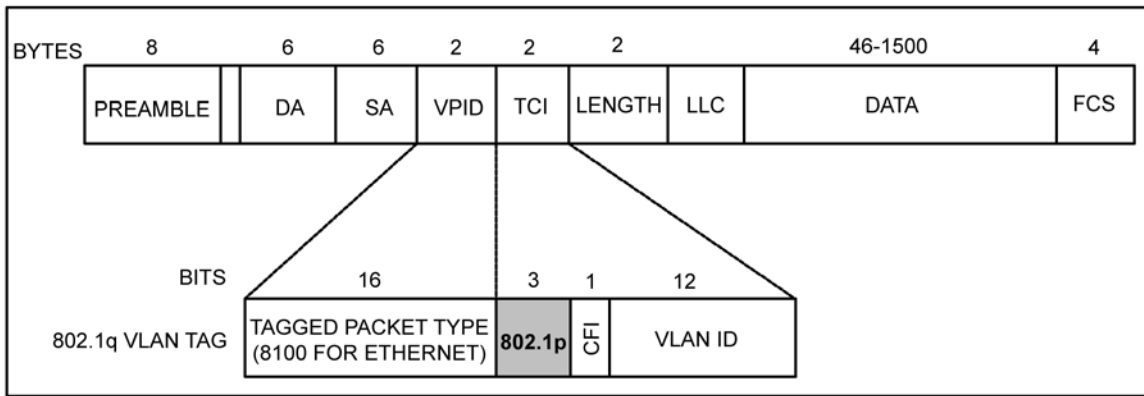 BYTES 8 6 6 2 2 2 46-1500 4
PREAMBLE DA SA VPID TCI LENGTH LLC DATA FCS
BITS 16 3 1 12
802.1q VLAN TAG
TAGGED PACKET TYPE
(8100 FOR ETHERNET)
802.1p
CFI
VLAN ID